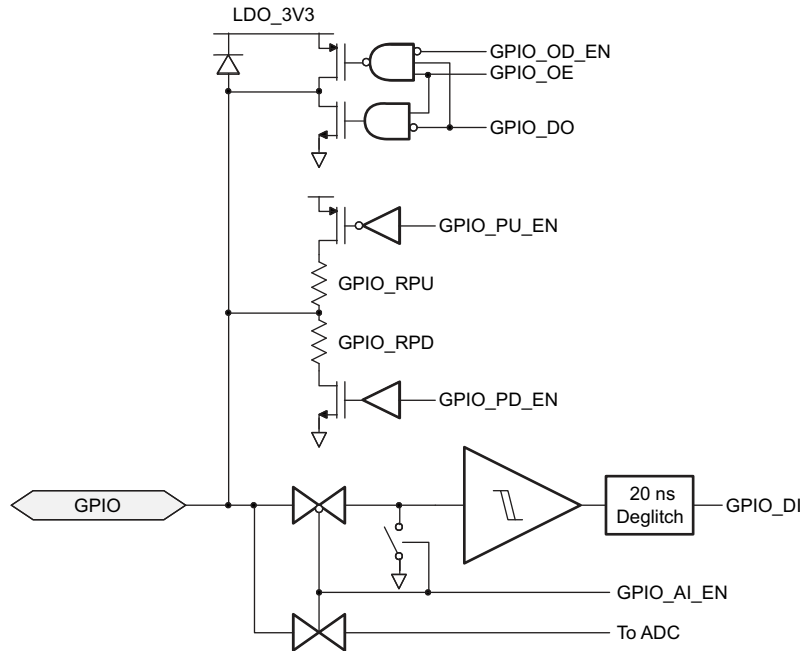 LDO_3V3
GPIO_OD_EN
GPIO_OE
GPIO_DO
GPIO_PU_EN
GPIO_RPU
GPIO_RPD
GPIO_PD_EN
GPIO
20 ns
Deglitch
GPIO_DI
GPIO_AI_EN
To ADC